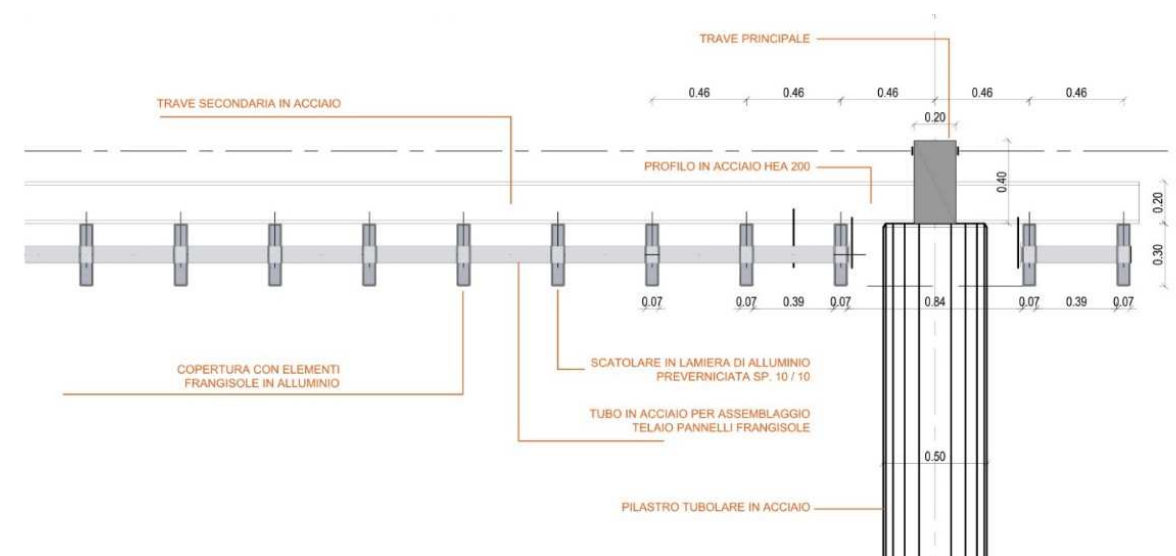 TRAVE PRINCIPALE
0.46 0.46 0.46 0.46 0.46
TRAVE SECONDARIA IN ACCIAIO
0.20
PROFILO IN ACCIAIO HEA 200
0.40
0.20
0.30
0.07 0.07 0.39 0.07 0.84 0.07 0.39 0.07
COPERTURA CON ELEMENTI
FRANGISOLE IN ALLUMINIO
SCATOLARE IN LAMIERA DI ALLUMINIO
PREVERNICIATA SP. 10 / 10
TUBO IN ACCIAIO PER ASSEMBLAGGIO
TELAIO PANNELLI FRANGISOLE
0.50
PILASTRO TUBOLARE IN ACCIAIO